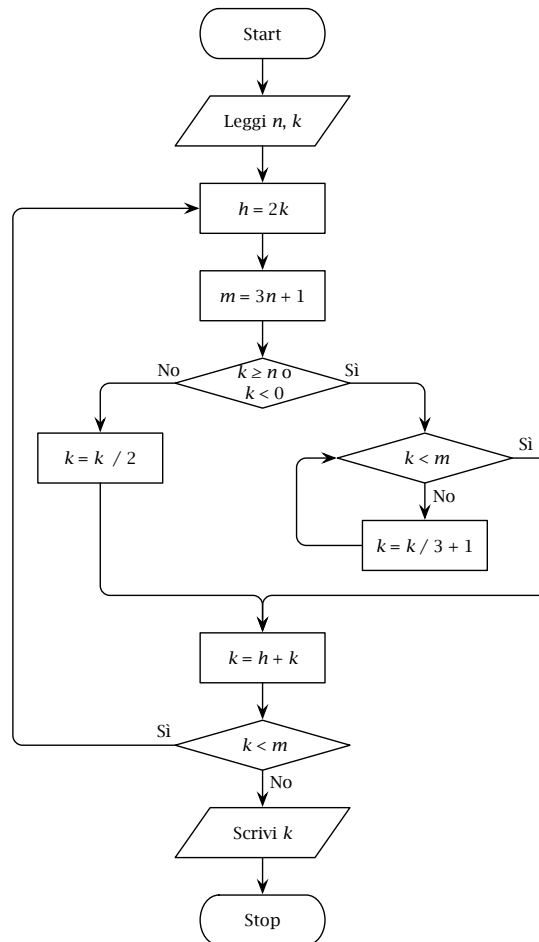 Start
Leggi n, k
h = 2k
m = 3n + 1
No
k ≥ n o
k < 0
Sì
k = k / 2
k < m
Sì
No
k = k / 3 + 1
k = h + k
Sì
k < m
No
Scrivi k
Stop